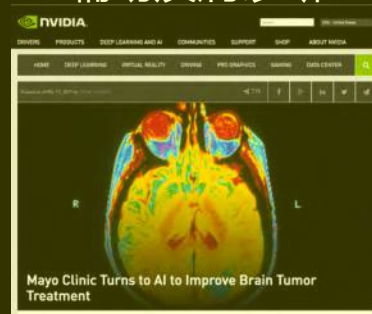 NVIDIA.
DRIVERS PRODUCTS DEEP LEARNING AND AI COMMUNITIES SUPPORT SHOP ABOUT NVIDIA
HOME DEEP LEARNING VIRTUAL REALITY DRIVING PRO GRAPHICS GAMING DATA CENTER
R
L
Mayo Clinic Turns to AI to Improve Brain Tumor
Treatment